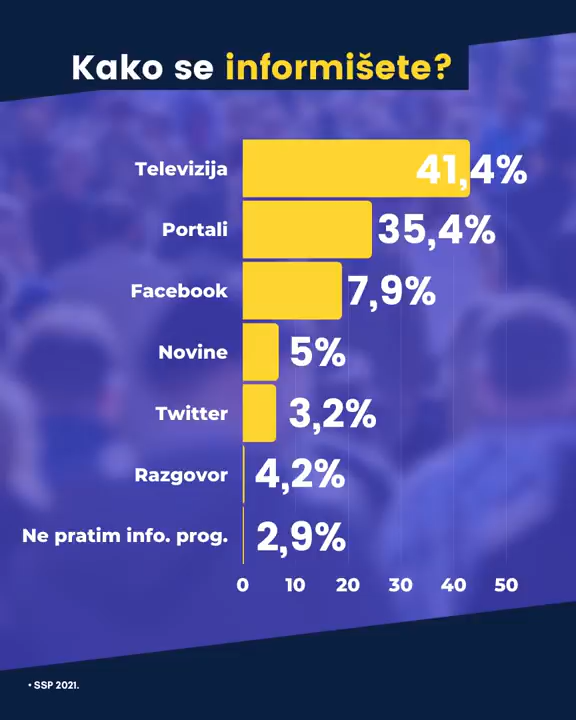 Kako se informišete?
Televizija 41,4%
Portali 35,4%
Facebook 7,9%
Novine 5%
Twitter 3,2%
Razgovor 4,2%
Ne pratim info. prog. 2,9%
0 10 20 30 40 50
• SSP 2021.